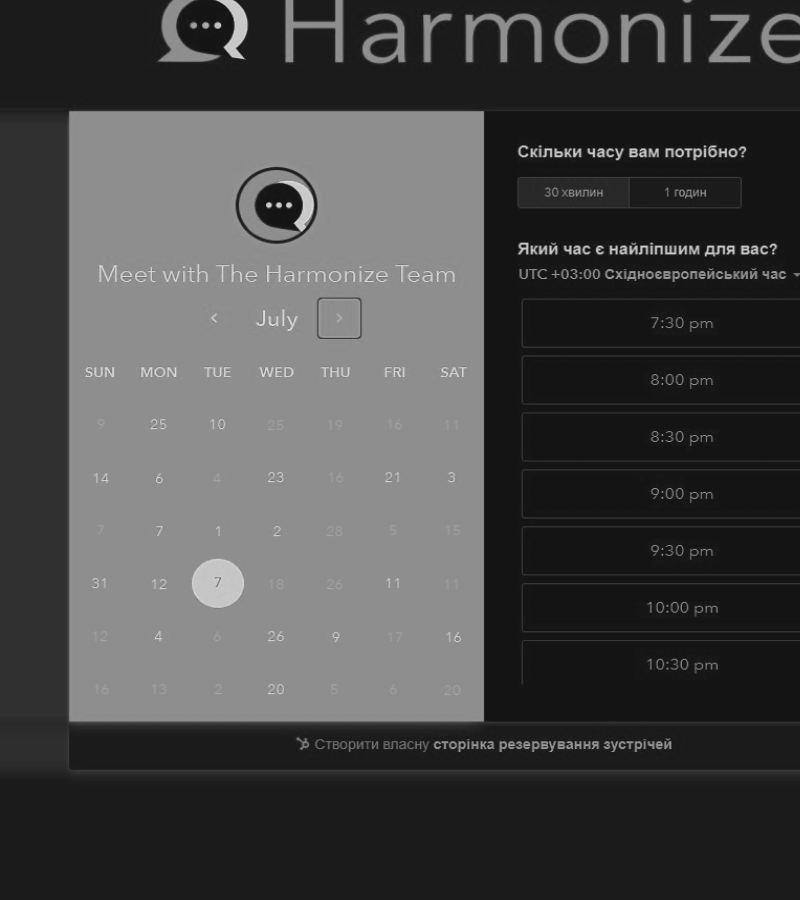 Harmonize
Meet with The Harmonize Team
July
SUN MON TUE WED THU FRI SAT
9 25 10 25 19 16 11
14 6 4 23 16 21 3
7 7 1 2 28 5 15
31 12 7 18 26 11 11
12 4 6 26 9 17 16
16 13 2 20 5 6 20
Скільки часу вам потрібно?
30 хвилин 1 годин
Який час є найліпшим для вас?
UTC +03:00 Східноєвропейський час
7:30 pm
8:00 pm
8:30 pm
9:00 pm
9:30 pm
10:00 pm
10:30 pm
Створити власну сторінка резервування зустрічей